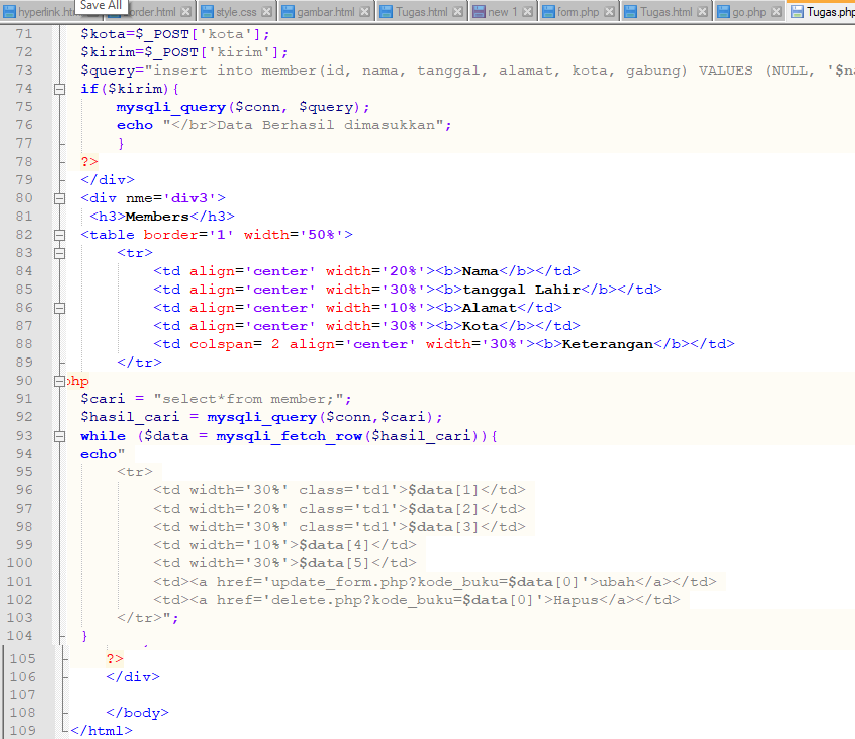 Save All
hyperlink.ht order.html style.css gambar.html Tugas.html new 1 form.php Tugas.html go.php Tugas.php
71 $kota=$_POST['kota'];
72 $kirim=$_POST['kirim'];
73 $query="insert into member(id, nama, tanggal, alamat, kota, gabung) VALUES (NULL, '$na
74 if($kirim){
75 mysqli_query($conn, $query);
76 echo "</br>Data Berhasil dimasukkan";
77 }
78 ?>
79 </div>
80 <div nme='div3'>
81 <h3>Members</h3>
82 <table border='1' width='50%'>
83 <tr>
84 <td align='center' width='20%'><b>Nama</b></td>
85 <td align='center' width='30%'><b>tanggal Lahir</b></td>
86 <td align='center' width='10%'><b>Alamat</td>
87 <td align='center' width='30%'><b>Kota</b></td>
88 <td colspan= 2 align='center' width='30%'><b>Keterangan</b></td>
89 </tr>
90 php
91 $cari = "select*from member;";
92 $hasil_cari = mysqli_query($conn,$cari);
93 while ($data = mysqli_fetch_row($hasil_cari)){
94 echo"
95 <tr>
96 <td width='30%" class='td1'>$data[1]</td>
97 <td width='20%" class='td1'>$data[2]</td>
98 <td width='30%" class='td1'>$data[3]</td>
99 <td width='10%">$data[4]</td>
100 <td width='30%">$data[5]</td>
101 <td><a href='update_form.php?kode_buku=$data[0]'>ubah</a></td>
102 <td><a href='delete.php?kode_buku=$data[0]'>Hapus</a></td>
103 </tr>";
104 }
105 ?>
106 </div>
107
108 </body>
109 </html>